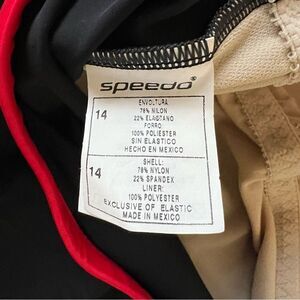 speedo
14
ENVOLTURA
78% NILON
22% ELASTANO
FORRO:
100% POLIESTER
SIN ELASTICO
HECHO EN MEXICO
14
SHELL:
78% NYLON
22% SPANDEX
LINER:
100% POLYESTER
EXCLUSIVE OF ELASTIC
MADE IN MEXICO